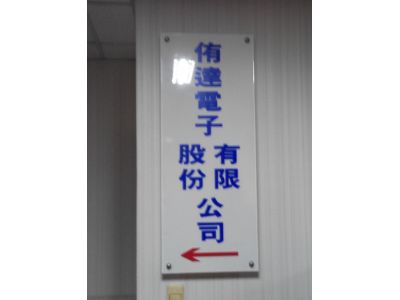 侑達電子
股份有限
公司